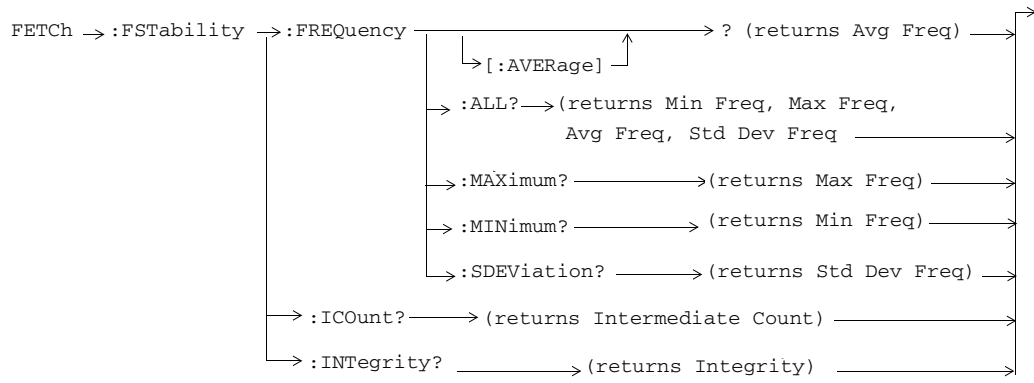 FETCh :FSTability :FREQuency ? (returns Avg Freq)
[:AVERage]
:ALL? (returns Min Freq, Max Freq,
Avg Freq, Std Dev Freq
:MAXimum? (returns Max Freq)
:MINimum? (returns Min Freq)
:SDEViation? (returns Std Dev Freq)
:ICOunt? (returns Intermediate Count)
:INTegrity? (returns Integrity)